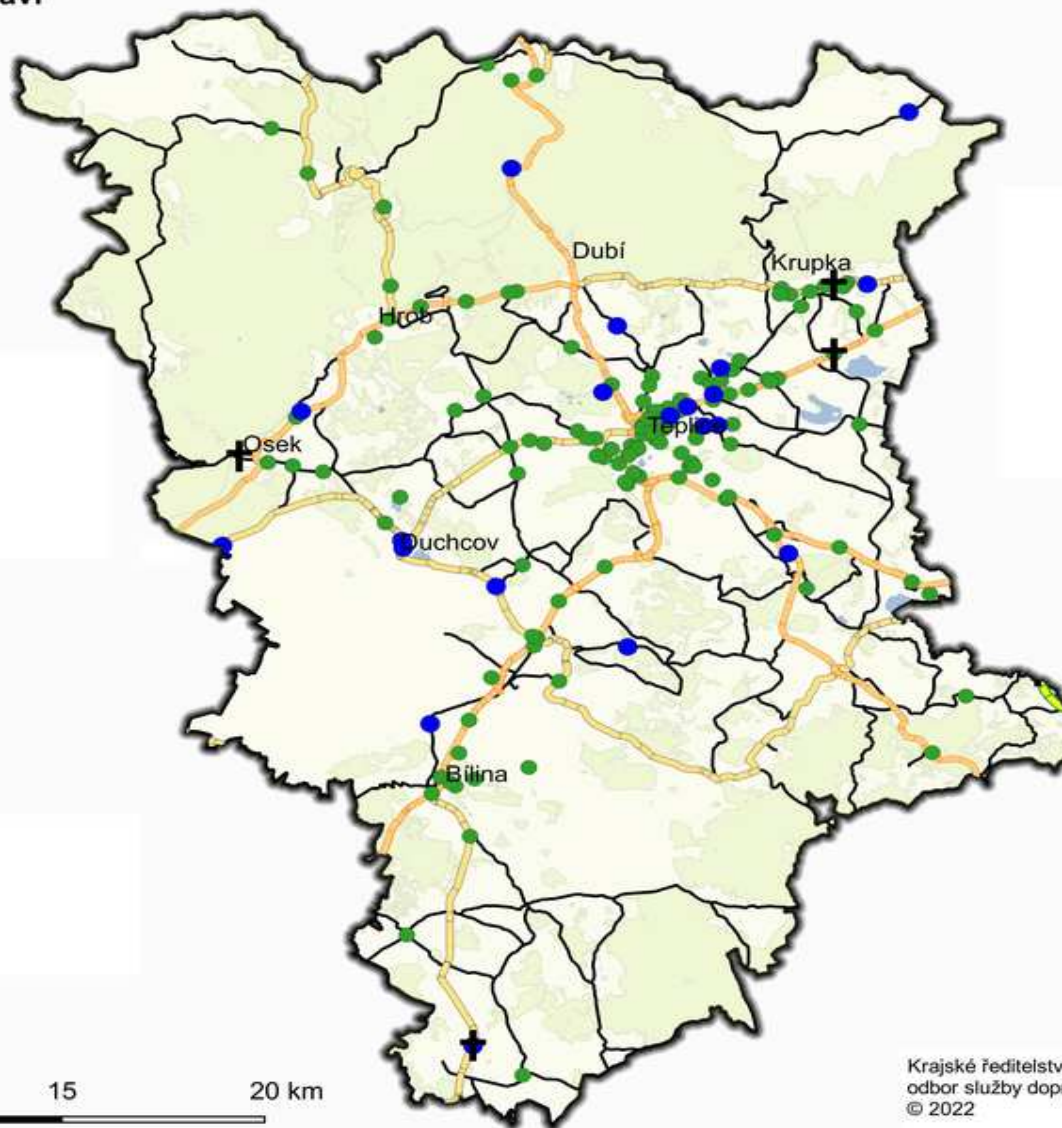 Dubí
Krupka
Hrob
Teplice
Osek
Duchcov
Bílina
15 20 km
Krajské ředitelstv
odbor služby dop
© 2022